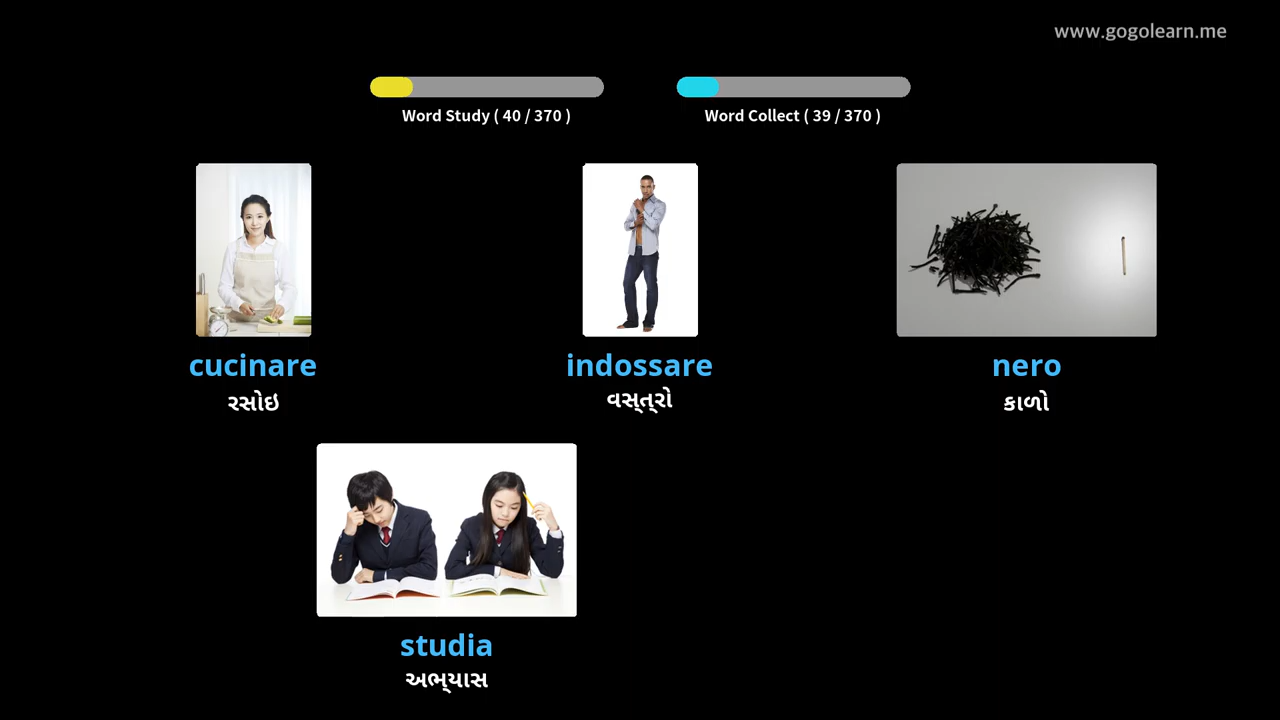 www.gogolearn.me
Word Study ( 40 / 370 )
Word Collect ( 39 / 370 )
cucinare
indossare
nero
રસોઇ
વસ્ત્રો
કાળો
studia
અભ્યાસ